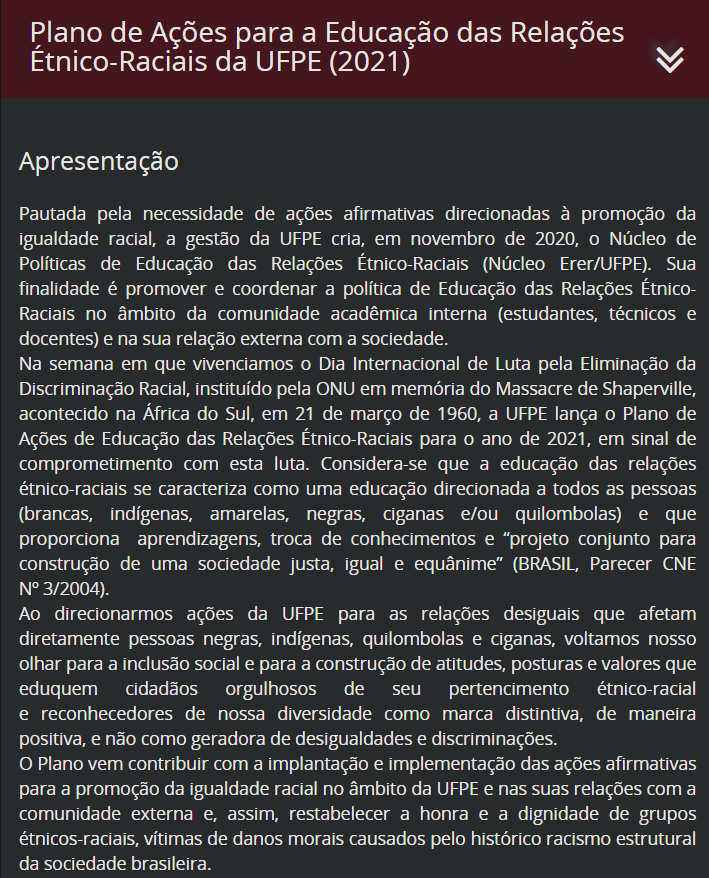 Plano de Ações para a Educação das Relações
Étnico-Raciais da UFPE (2021)
Apresentação
Pautada pela necessidade de ações afirmativas direcionadas à promoção da
igualdade racial, a gestão da UFPE cria, em novembro de 2020, o Núcleo de
Políticas de Educação das Relações Étnico-Raciais (Núcleo Erer/UFPE). Sua
finalidade é promover e coordenar a política de Educação das Relações Étnico-
Raciais no âmbito da comunidade acadêmica interna (estudantes, técnicos e
docentes) e na sua relação externa com a sociedade.
Na semana em que vivenciamos o Dia Internacional de Luta pela Eliminação da
Discriminação Racial, instituído pela ONU em memória do Massacre de Shaperville,
acontecido na África do Sul, em 21 de março de 1960, a UFPE lança o Plano de
Ações de Educação das Relações Étnico-Raciais para o ano de 2021, em sinal de
comprometimento com esta luta. Considera-se que a educação das relações
étnico-raciais se caracteriza como uma educação direcionada a todos as pessoas
(brancas, indígenas, amarelas, negras, ciganas e/ou quilombolas) e que
proporciona aprendizagens, troca de conhecimentos e “projeto conjunto para
construção de uma sociedade justa, igual e equânime” (BRASIL, Parecer CNE
Nº 3/2004).
Ao direcionarmos ações da UFPE para as relações desiguais que afetam
diretamente pessoas negras, indígenas, quilombolas e ciganas, voltamos nosso
olhar para a inclusão social e para a construção de atitudes, posturas e valores que
eduquem cidadãos orgulhosos de seu pertencimento étnico-racial
e reconhecedores de nossa diversidade como marca distintiva, de maneira
positiva, e não como geradora de desigualdades e discriminações.
O Plano vem contribuir com a implantação e implementação das ações afirmativas
para a promoção da igualdade racial no âmbito da UFPE e nas suas relações com a
comunidade externa e, assim, restabelecer a honra e a dignidade de grupos
étnicos-raciais, vítimas de danos morais causados pelo histórico racismo estrutural
da sociedade brasileira.